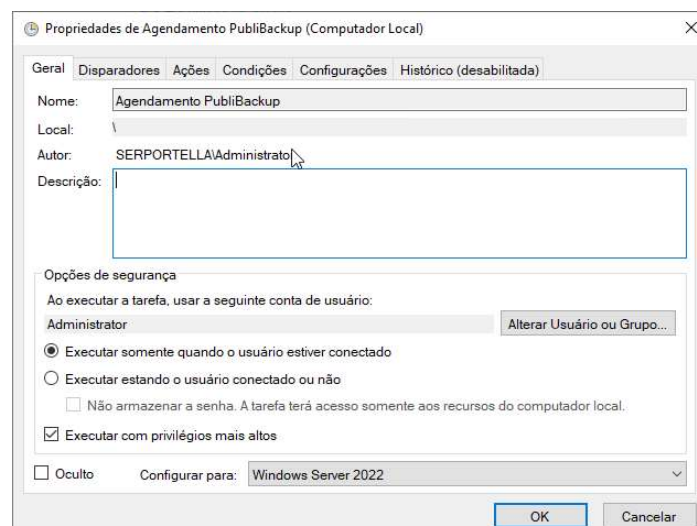 Propriedades de Agendamento PubliBackup (Computador Local)
Geral Disparadores Ações Condições Configurações Histórico (desabilitada)
Nome: Agendamento PubliBackup
Local: \
Autor: SERPORTELLA\Administrator
Descrição:
Opções de segurança
Ao executar a tarefa, usar a seguinte conta de usuário:
Administrator Alterar Usuário ou Grupo...
Executar somente quando o usuário estiver conectado
Executar estando o usuário conectado ou não
Não armazenar a senha. A tarefa terá acesso somente aos recursos do computador local.
Executar com privilégios mais altos
Oculto Configurar para: Windows Server 2022
OK Cancelar